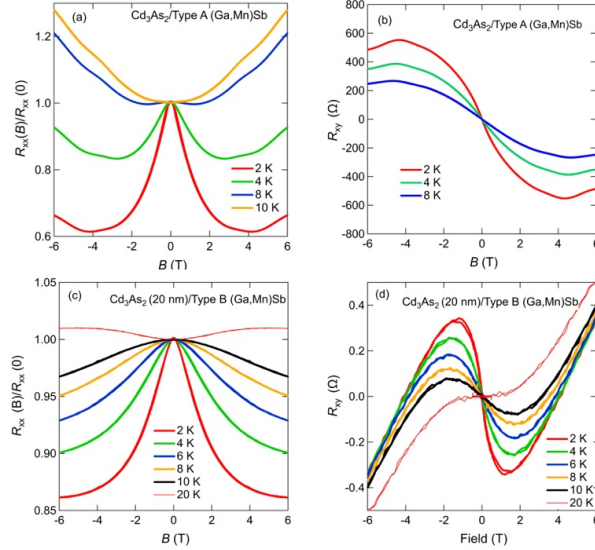 (a)
Cd₃As₂/Type A (Ga,Mn)Sb
Rxx(B)/Rxx (0)
1.2
1.0
0.8
0.6
2 K
4 K
8 K
10 K
-6 -4 -2 0 2 4 6
B (T)
Cd₃As₂/Type A (Ga,Mn)Sb
(b)
Rxy (Ω)
800
600
400
200
0
-200
-400
-600
-800
2 K
4 K
8 K
-6 -4 -2 0 2 4 6
B (T)
(c)
Cd₃As₂ (20 nm)/Type B (Ga,Mn)Sb
Rxx (B)/Rxx (0)
1.05
1.00
0.95
0.90
0.85
2 K
4 K
6 K
8 K
10 K
20 K
-6 -4 -2 0 2 4 6
B (T)
(d)
Cd₃As₂ (20 nm)/Type B (Ga,Mn)Sb
Rxy (Ω)
0.4
0.2
0.0
-0.2
-0.4
2 K
4 K
6 K
8 K
10 K
20 K
-6 -4 -2 0 2 4 6
Field (T)